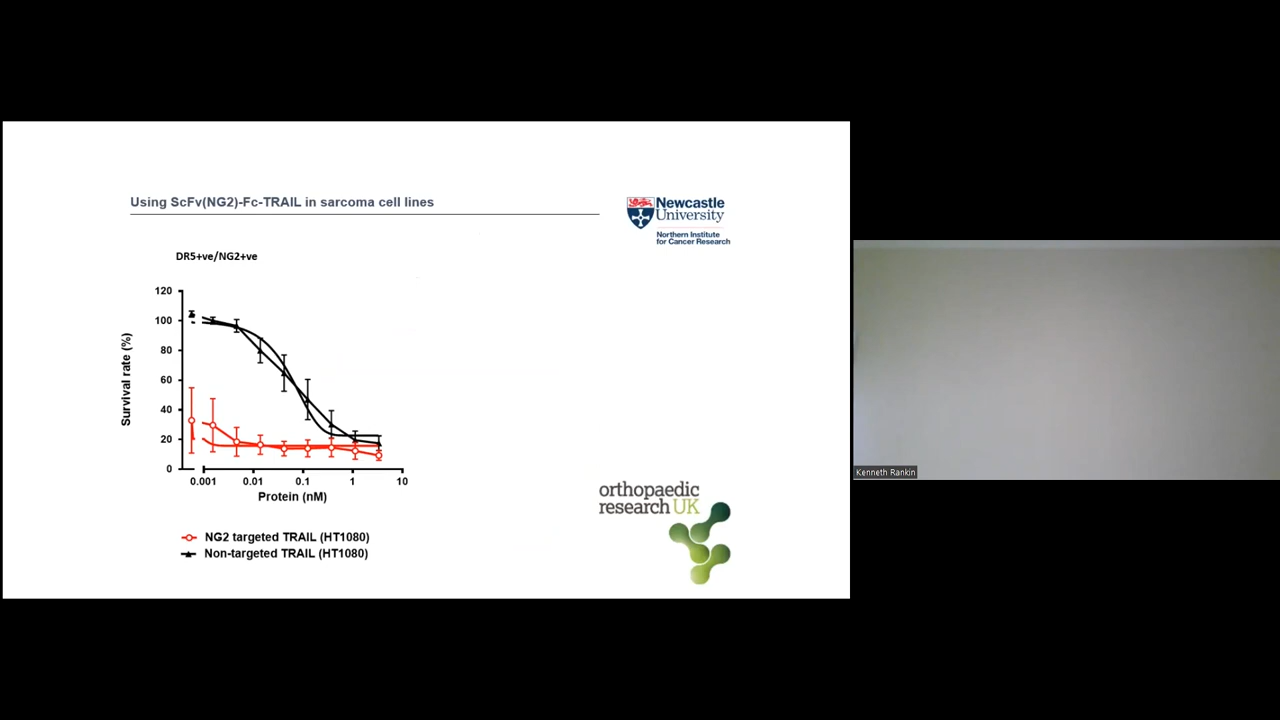 Using ScFv(NG2)-Fc-TRAIL in sarcoma cell lines
Newcastle
University
Northern Institute
for Cancer Research
DR5+ve/NG2+ve
120
100
80
60
40
20
0
Survival rate (%)
0.001 0.01 0.1 1 10
Protein (nM)
NG2 targeted TRAIL (HT1080)
Non-targeted TRAIL (HT1080)
orthopaedic
research UK
Kenneth Rankin